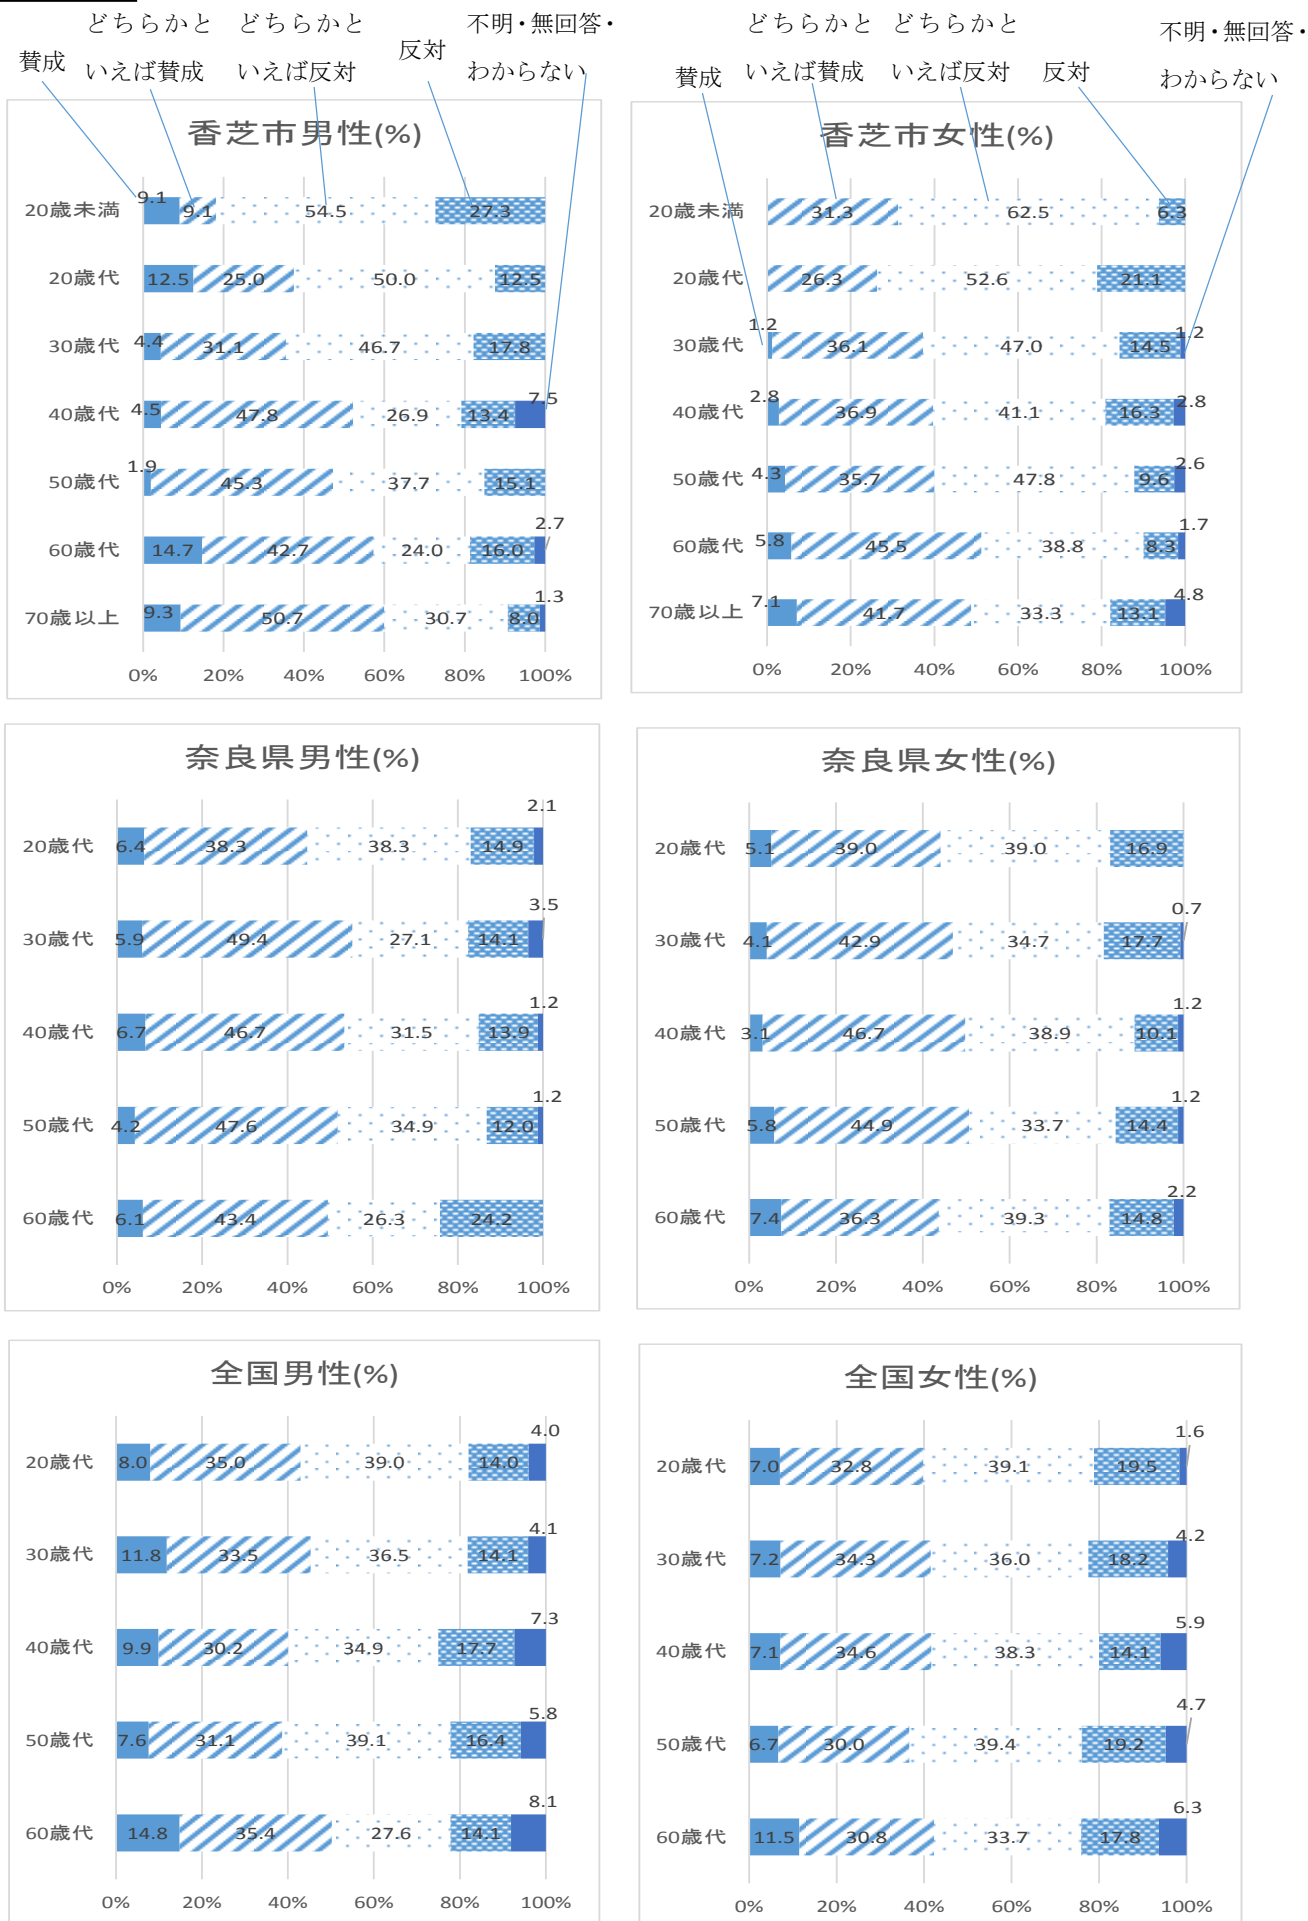 どちらかと
いえば賛成
どちらかと
いえば反対
賛成
反対
不明・無回答・
わからない
どちらかと
いえば賛成
どちらかと
いえば反対
賛成
反対
不明・無回答・
わからない
香芝市男性(%)
20歳未満 9.1 9.1 54.5 27.3
20歳代 12.5 25.0 50.0 12.5
30歳代 4.4 31.1 46.7 17.8
40歳代 4.5 47.8 26.9 13.4 7.5
50歳代 1.9 45.3 37.7 15.1
60歳代 14.7 42.7 24.0 16.0 2.7
70歳以上 9.3 50.7 30.7 8.0 1.3
0% 20% 40% 60% 80% 100%
香芝市女性(%)
20歳未満 31.3 62.5 6.3
20歳代 26.3 52.6 21.1
30歳代 1.2 36.1 47.0 14.5 1.2
40歳代 2.8 36.9 41.1 16.3 2.8
50歳代 4.3 35.7 47.8 9.6 2.6
60歳代 5.8 45.5 38.8 8.3 1.7
70歳以上 7.1 41.7 33.3 13.1 4.8
0% 20% 40% 60% 80% 100%
奈良県男性(%)
20歳代 6.4 38.3 38.3 14.9 2.1
30歳代 5.9 49.4 27.1 14.1 3.5
40歳代 6.7 46.7 31.5 13.9 1.2
50歳代 4.2 47.6 34.9 12.0 1.2
60歳代 6.1 43.4 26.3 24.2
0% 20% 40% 60% 80% 100%
奈良県女性(%)
20歳代 5.1 39.0 39.0 16.9
30歳代 4.1 42.9 34.7 17.7 0.7
40歳代 3.1 46.7 38.9 10.1 1.2
50歳代 5.8 44.9 33.7 14.4 1.2
60歳代 7.4 36.3 39.3 14.8 2.2
0% 20% 40% 60% 80% 100%
全国男性(%)
20歳代 8.0 35.0 39.0 14.0 4.0
30歳代 11.8 33.5 36.5 14.1 4.1
40歳代 9.9 30.2 34.9 17.7 7.3
50歳代 7.6 31.1 39.1 16.4 5.8
60歳代 14.8 35.4 27.6 14.1 8.1
0% 20% 40% 60% 80% 100%
全国女性(%)
20歳代 7.0 32.8 39.1 19.5 1.6
30歳代 7.2 34.3 36.0 18.2 4.2
40歳代 7.1 34.6 38.3 14.1 5.9
50歳代 6.7 30.0 39.4 19.2 4.7
60歳代 11.5 30.8 33.7 17.8 6.3
0% 20% 40% 60% 80% 100%